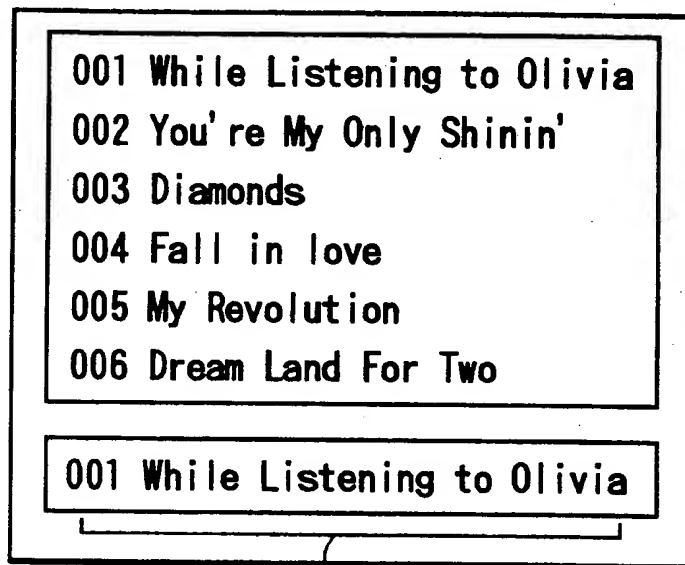 001 While Listening to Olivia
002 You're My Only Shinin'
003 Diamonds
004 Fall in love
005 My Revolution
006 Dream Land For Two
001 While Listening to Olivia